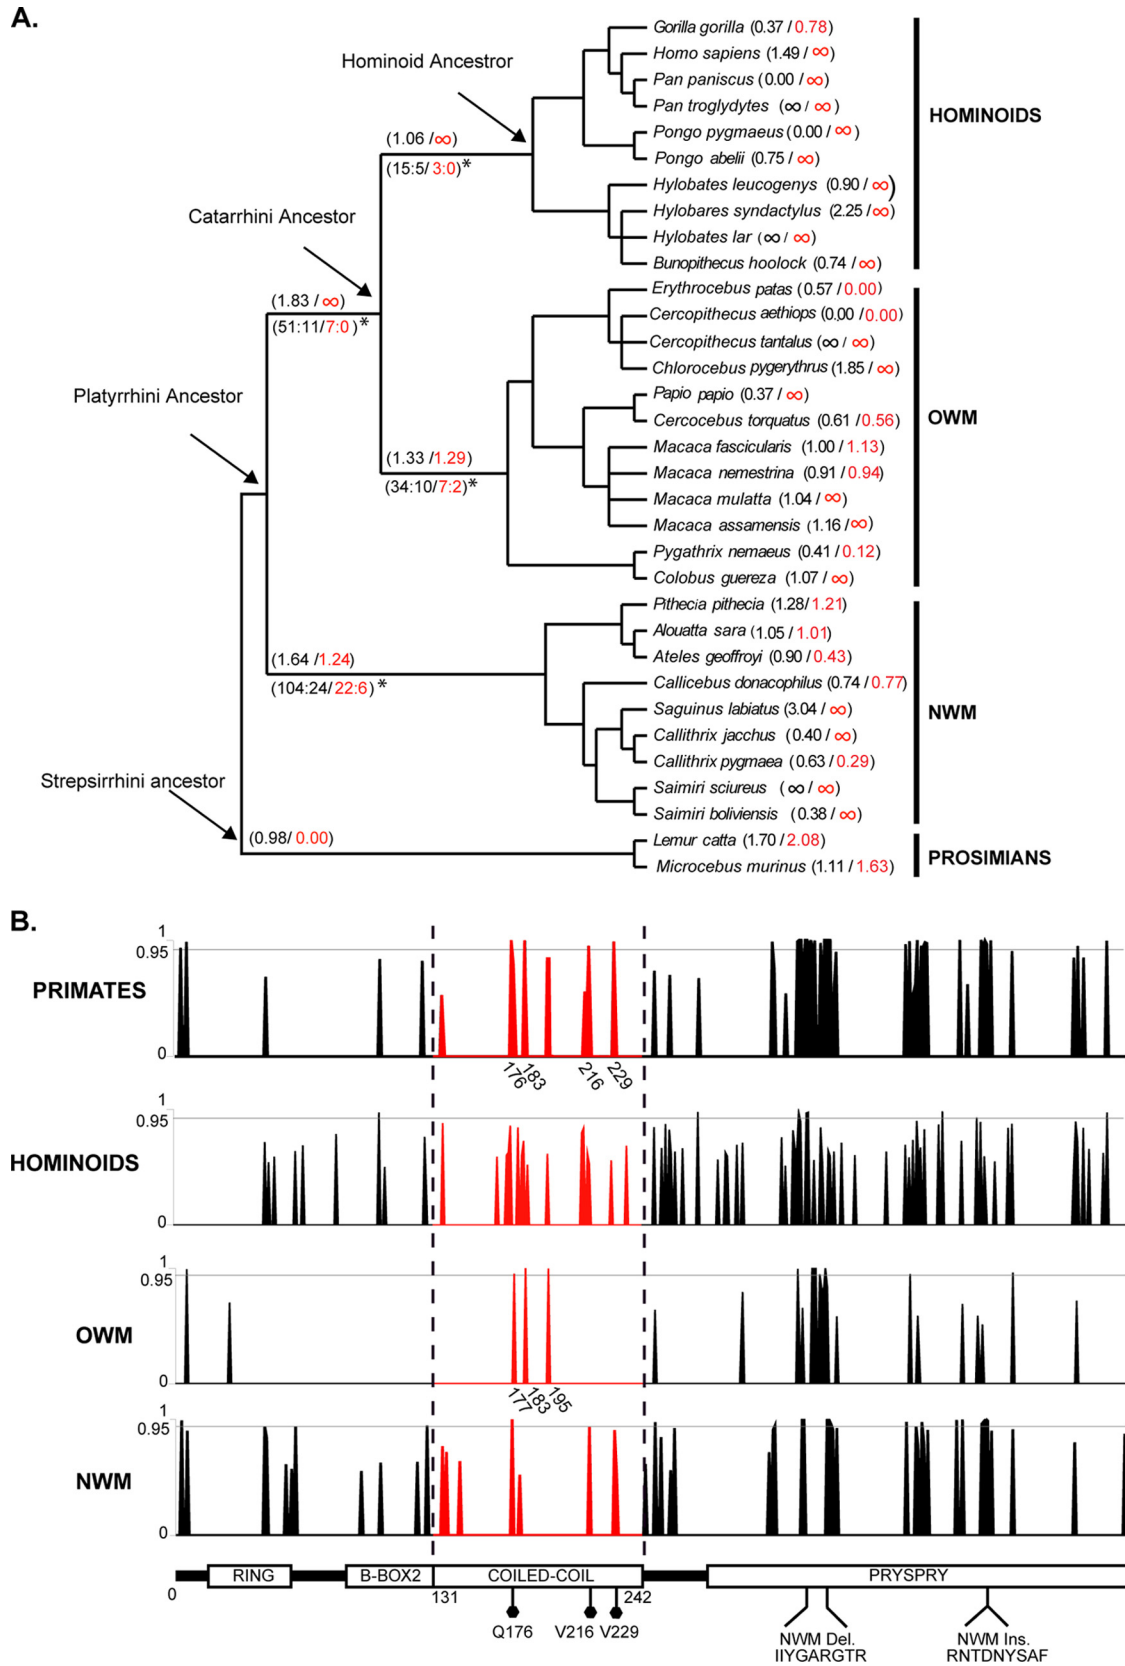 A.
Gorilla gorilla (0.37 / 0.78)
Hominoid Ancestror
Homo sapiens (1.49 / ∞)
Pan paniscus (0.00 / ∞)
Pan troglydytes (∞ / ∞)
HOMINOIDS
(1.06 /∞)
Pongo pygmaeus (0.00 / ∞)
(15:5/ 3:0)*
Pongo abelii (0.75 / ∞)
Hylobates leucogenys (0.90 / ∞)
Catarrhini Ancestor
Hylobares syndactylus (2.25 / ∞)
Hylobates lar (∞ / ∞)
Bunopithecus hoolock (0.74 / ∞)
(1.83 / ∞)
(51:11/ 7:0 )*
Erythrocebus patas (0.57 / 0.00)
Cercopithecus aethiops (0.00 / 0.00)
Cercopithecus tantalus (∞ / ∞)
Chlorocebus pygerythrus (1.85 / ∞)
Platyrrhini Ancestor
Papio papio (0.37 / ∞)
OWM
Cercocebus torquatus (0.61 / 0.56)
Macaca fascicularis (1.00 / 1.13)
(1.33 /1.29)
Macaca nemestrina (0.91 / 0.94)
(34:10/ 7:2)*
Macaca mulatta (1.04 / ∞)
Macaca assamensis (1.16 /∞)
Pygathrix nemaeus (0.41 / 0.12)
Colobus guereza (1.07 / ∞)
Pithecia pithecia (1.28/ 1.21)
Alouatta sara (1.05 / 1.01)
(1.64 /1.24)
Ateles geoffroyi (0.90 / 0.43)
(104:24/ 22:6) *
Callicebus donacophilus (0.74 / 0.77)
Saguinus labiatus (3.04 / ∞)
NWM
Callithrix jacchus (0.40 / ∞)
Callithrix pygmaea (0.63 / 0.29)
Strepsirrhini ancestor
Saimiri sciureus (∞ / ∞)
Saimiri boliviensis (0.38 / ∞)
(0.98/ 0.00)
Lemur catta (1.70 / 2.08)
Microcebus murinus (1.11 / 1.63)
PROSIMIANS
B.
1
0.95
PRIMATES
0
176 183 216 229
1
0.95
HOMINOIDS
0
1
0.95
OWM
0
177 183 195
1
0.95
NWM
0
RING B-BOX2 COILED-COIL PRYSPRY
0 131 242
Q176 V216 V229
NWM Del. NWM Ins.
IIYGARGTR RNTDNYSAF